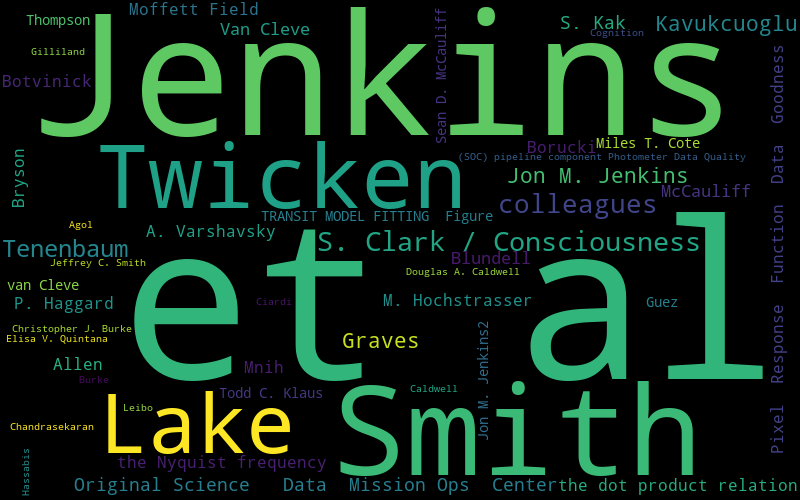 Thompson
Moffett Field
Van Cleve
S. Kak
Cognition
Kavukcuoglu
Gilliland
Botvinick
Jenkins
Sean D. McCauliff
Pixel Response Function Data Goodness
Bryson
Twicken
Borucki
Miles T. Cote
(SOC) pipeline component Photometer Data Quality
Jon M. Jenkins
McCauliff
colleagues
TRANSIT MODEL FITTING Figure
Agol
A. Varshavsky
S. Clark / Consciousness
Tenenbaum
Blundell
Jeffrey C. Smith
Douglas A. Caldwell
et al
van Cleve
P. Haggard
Ciardi
M. Hochstrasser
Guez
Christopher J. Burke
Elisa V. Quintana
Graves
Jon M. Jenkins2
Allen
Mnih
Burke
Todd C. Klaus
Caldwell
Leibo
Lake
Smith
Chandrasekaran
the Nyquist frequency
Hassabis
Original Science Data Mission Ops Center
the dot product relation